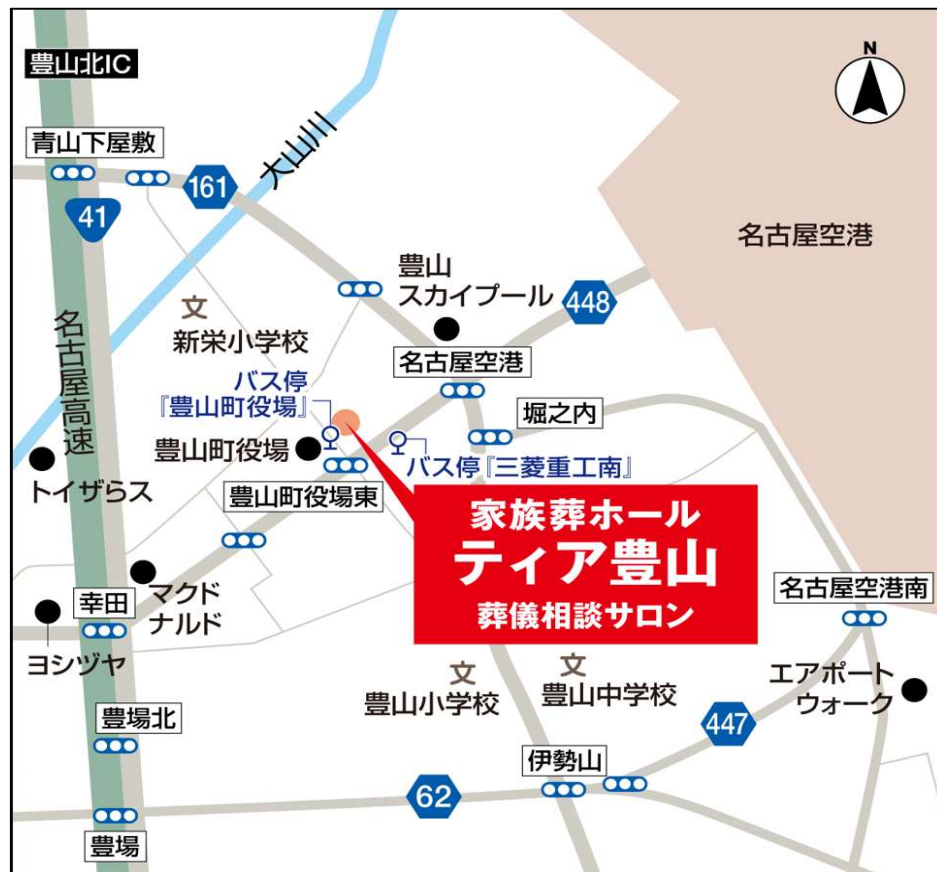 N
豊山北IC
青山下屋敷
161
大山川
41
名古屋空港
豊山
スカイプール
448
文
新栄小学校
名古屋高速
名古屋空港
バス停
『豊山町役場』
堀之内
豊山町役場
バス停『三菱重工南』
トイザらス
豊山町役場東
家族葬ホール
ティア豊山
葬儀相談サロン
マクド
ナルド
幸田
名古屋空港南
ヨシヅヤ
文
豊山小学校
文
豊山中学校
エアポート
ウォーク
豊場北
447
伊勢山
62
豊場